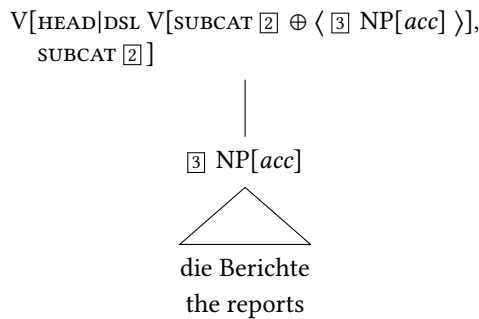 V[HEAD|DSL V[SUBCAT 2 ⊕ ⟨ 3 NP[acc] ⟩],
SUBCAT 2 ]
3 NP[acc]
die Berichte
the reports